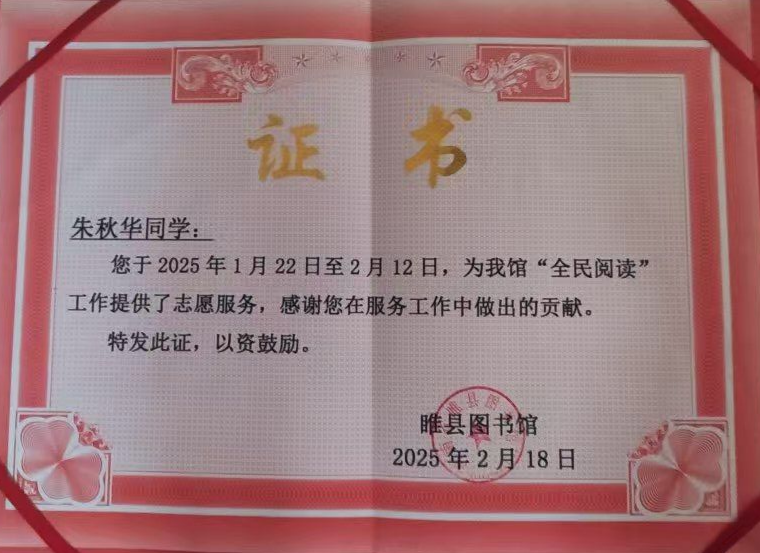 证书
朱秋华同学：
您于2025年1月22日至2月12日，为我馆“全民阅读”
工作提供了志愿服务，感谢您在服务工作中做出的贡献。
特发此证，以资鼓励。
睢县图书馆
2025年2月18日